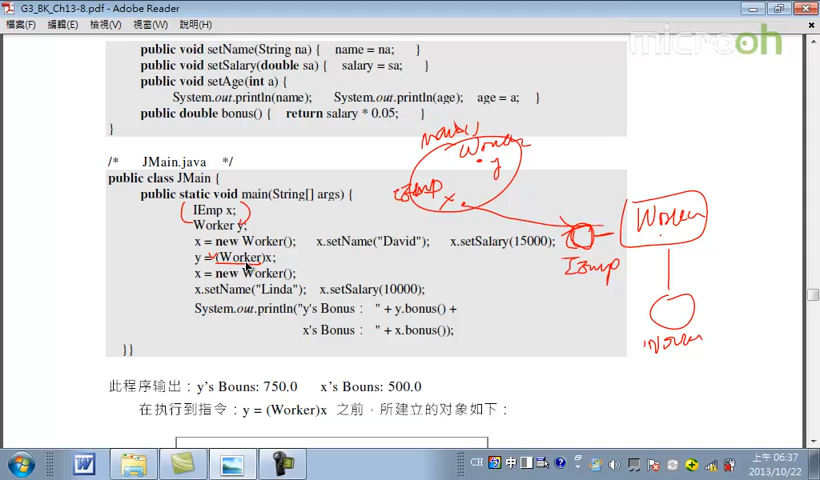 G3_BK_Ch13-8.pdf - Adobe Reader
檔案(F) 編輯(E) 檢視(V) 視窗(W) 說明(H)
microoh
public void setName(String na) { name = na; }
public void setSalary(double sa) { salary = sa; }
public void setAge(int a) {
System.out.println(name); System.out.println(age); age = a; }
public double bonus() { return salary * 0.05; }
}
/* JMain.java */
public class JMain {
public static void main(String[] args) {
IEmp x;
Worker y;
x = new Worker(); x.setName("David"); x.setSalary(15000);
y = (Worker)x;
x = new Worker();
x.setName("Linda"); x.setSalary(10000);
System.out.println("y's Bonus： " + y.bonus() +
x's Bonus： " + x.bonus());
}}
main()
Worker
y
IEmp
x
Worker
IEmp
Worker
此程序输出：y's Bouns: 750.0 x's Bouns: 500.0
在执行到指令：y = (Worker)x 之前，所建立的对象如下：
CH 中
上午 06:37
2013/10/22